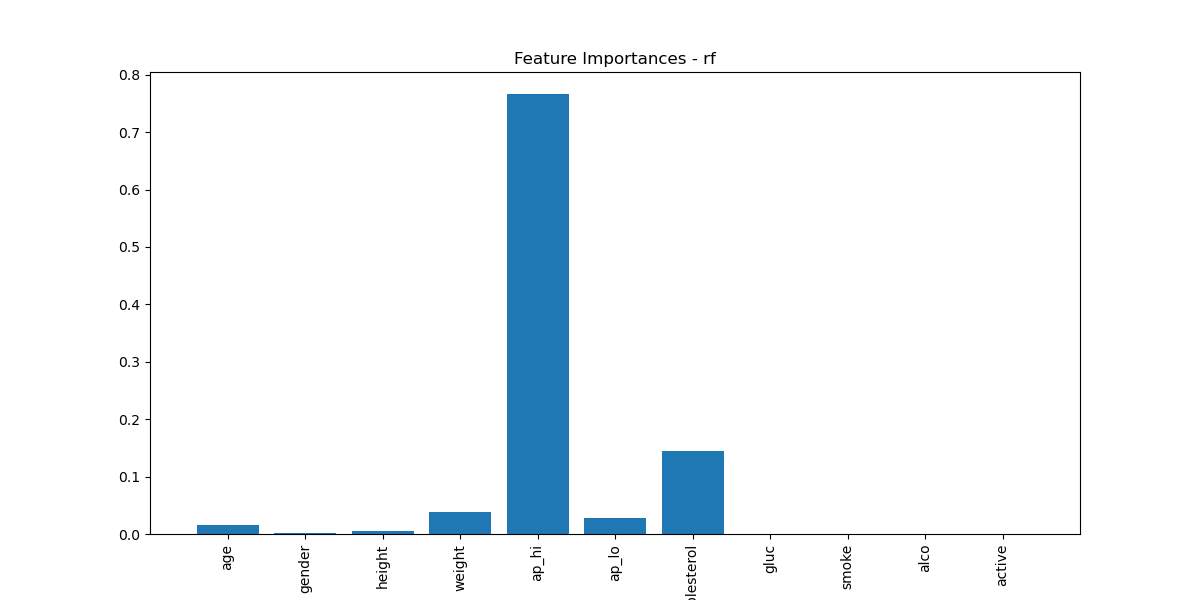 Feature Importances - rf
0.8
0.7
0.6
0.5
0.4
0.3
0.2
0.1
0.0
age
gender
height
weight
ap_hi
ap_lo
olesterol
gluc
smoke
alco
active